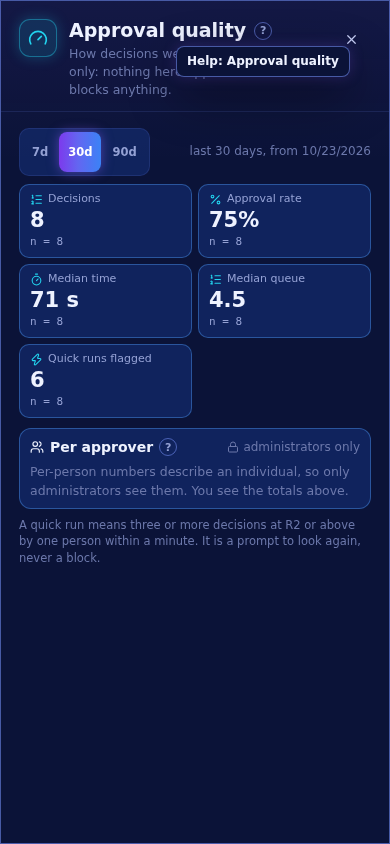 Approval quality ?
How decisions we
Help: Approval quality
only: nothing her
blocks anything.
7d 30d 90d
last 30 days, from 10/23/2026
Decisions
8
n = 8
Approval rate
75%
n = 8
Median time
71 s
n = 8
Median queue
4.5
n = 8
Quick runs flagged
6
n = 8
Per approver ?
administrators only
Per-person numbers describe an individual, so only
administrators see them. You see the totals above.
A quick run means three or more decisions at R2 or above
by one person within a minute. It is a prompt to look again,
never a block.